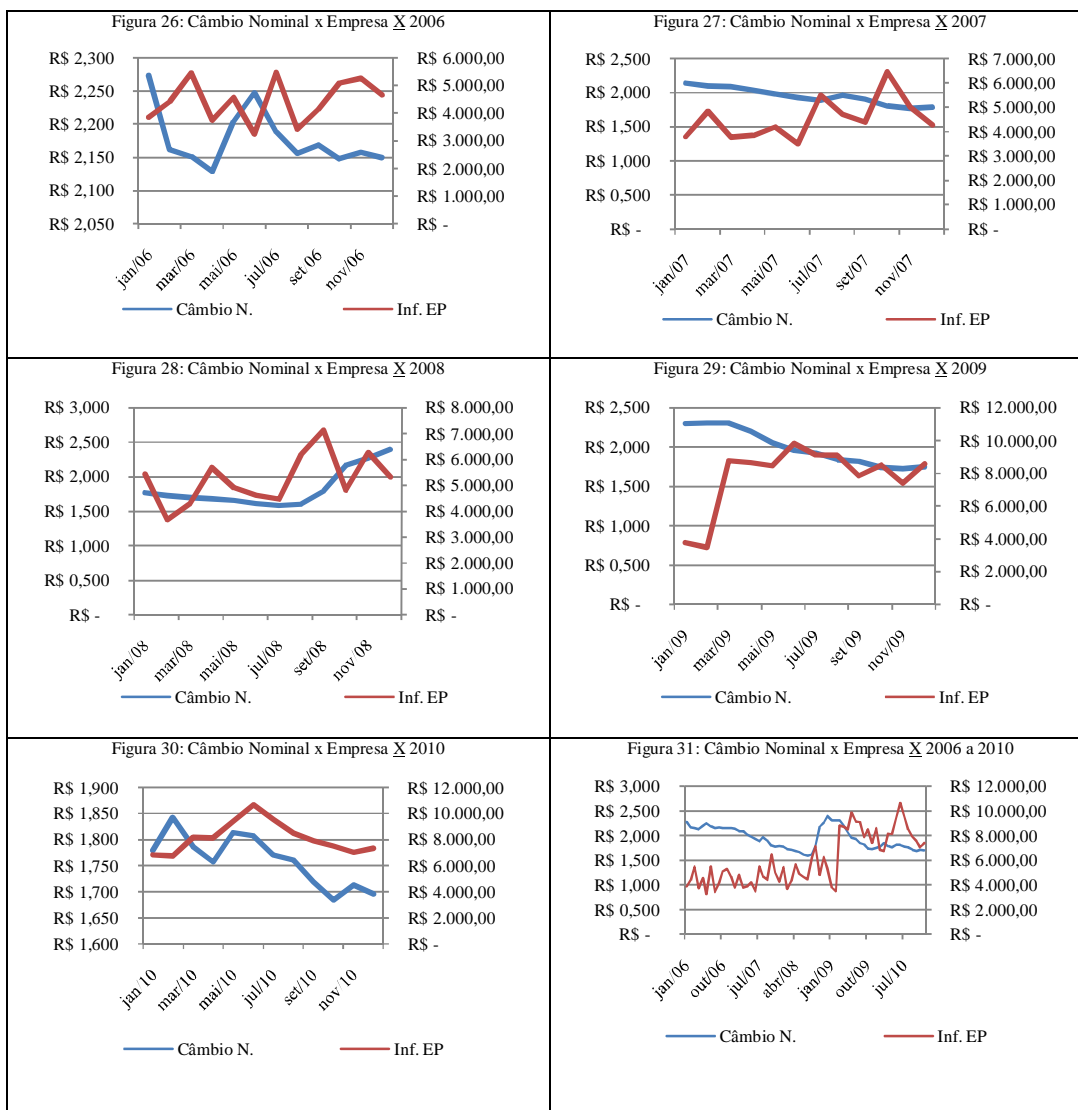 Figura 26: Câmbio Nominal x Empresa X 2006
R$ 2,300
R$ 2,250
R$ 2,200
R$ 2,150
R$ 2,100
R$ 2,050
R$ 6.000,00
R$ 5.000,00
R$ 4.000,00
R$ 3.000,00
R$ 2.000,00
R$ 1.000,00
R$ -
jan/06
mar/06
mai/06
jul/06
set 06
nov/06
Câmbio N.
Inf. EP
Figura 27: Câmbio Nominal x Empresa X 2007
R$ 2,500
R$ 2,000
R$ 1,500
R$ 1,000
R$ 0,500
R$ -
R$ 7.000,00
R$ 6.000,00
R$ 5.000,00
R$ 4.000,00
R$ 3.000,00
R$ 2.000,00
R$ 1.000,00
R$ -
jan/07
mar/07
mai/07
jul/07
set/07
nov/07
Câmbio N.
Inf. EP
Figura 28: Câmbio Nominal x Empresa X 2008
R$ 3,000
R$ 2,500
R$ 2,000
R$ 1,500
R$ 1,000
R$ 0,500
R$ -
R$ 8.000,00
R$ 7.000,00
R$ 6.000,00
R$ 5.000,00
R$ 4.000,00
R$ 3.000,00
R$ 2.000,00
R$ 1.000,00
R$ -
jan/08
mar/08
mai/08
jul/08
set/08
nov 08
Câmbio N.
Inf. EP
Figura 29: Câmbio Nominal x Empresa X 2009
R$ 2,500
R$ 2,000
R$ 1,500
R$ 1,000
R$ 0,500
R$ -
R$ 12.000,00
R$ 10.000,00
R$ 8.000,00
R$ 6.000,00
R$ 4.000,00
R$ 2.000,00
R$ -
jan/09
mar/09
mai/09
jul/09
set 09
nov/09
Câmbio N.
Inf. EP
Figura 30: Câmbio Nominal x Empresa X 2010
R$ 1,900
R$ 1,850
R$ 1,800
R$ 1,750
R$ 1,700
R$ 1,650
R$ 1,600
R$ 12.000,00
R$ 10.000,00
R$ 8.000,00
R$ 6.000,00
R$ 4.000,00
R$ 2.000,00
R$ -
jan/10
mar/10
mai/10
jul/10
set/10
nov 10
Câmbio N.
Inf. EP
Figura 31: Câmbio Nominal x Empresa X 2006 a 2010
R$ 3,000
R$ 2,500
R$ 2,000
R$ 1,500
R$ 1,000
R$ 0,500
R$ -
R$ 12.000,00
R$ 10.000,00
R$ 8.000,00
R$ 6.000,00
R$ 4.000,00
R$ 2.000,00
R$ -
jan/06
out/06
jul/07
abr/08
jan/09
out/09
jul/10
Câmbio N.
Inf. EP